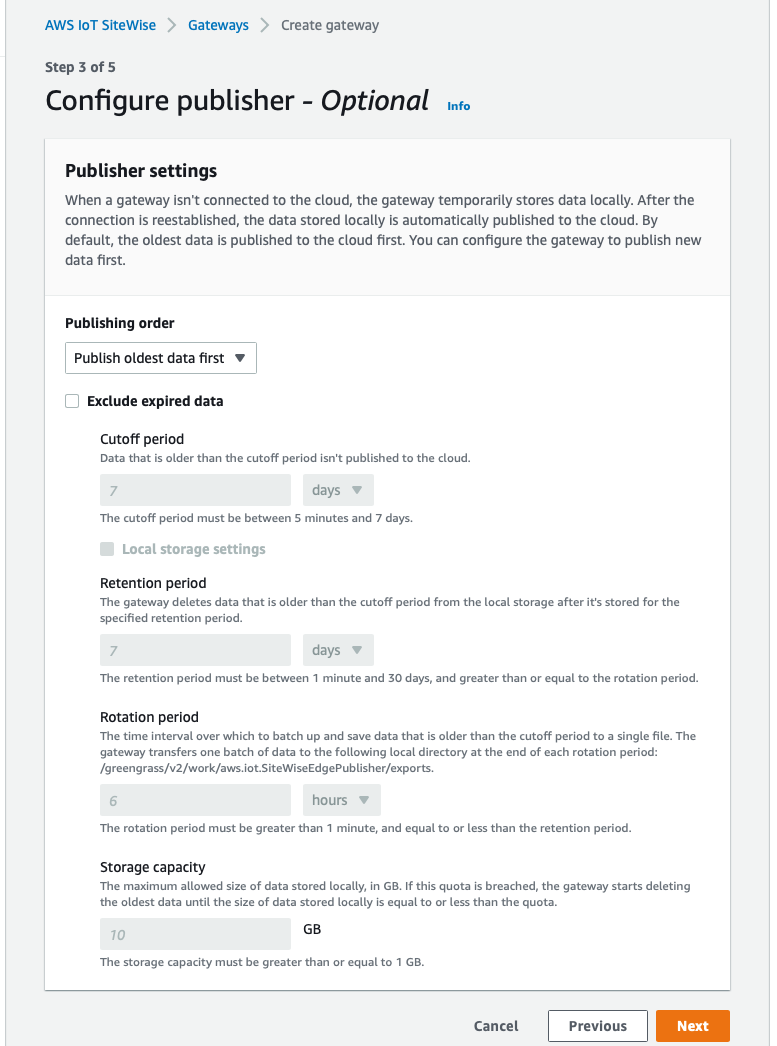 AWS IoT SiteWise > Gateways > Create gateway
Step 3 of 5
Configure publisher - Optional Info
Publisher settings
When a gateway isn't connected to the cloud, the gateway temporarily stores data locally. After the
connection is reestablished, the data stored locally is automatically published to the cloud. By
default, the oldest data is published to the cloud first. You can configure the gateway to publish new
data first.
Publishing order
Publish oldest data first
Exclude expired data
Cutoff period
Data that is older than the cutoff period isn't published to the cloud.
7 days
The cutoff period must be between 5 minutes and 7 days.
Local storage settings
Retention period
The gateway deletes data that is older than the cutoff period from the local storage after it's stored for the
specified retention period.
7 days
The retention period must be between 1 minute and 30 days, and greater than or equal to the rotation period.
Rotation period
The time interval over which to batch up and save data that is older than the cutoff period to a single file. The
gateway transfers one batch of data to the following local directory at the end of each rotation period:
/greengrass/v2/work/aws.iot.SiteWiseEdgePublisher/exports.
6 hours
The rotation period must be greater than 1 minute, and equal to or less than the retention period.
Storage capacity
The maximum allowed size of data stored locally, in GB. If this quota is breached, the gateway starts deleting
the oldest data until the size of data stored locally is equal to or less than the quota.
10 GB
The storage capacity must be greater than or equal to 1 GB.
Cancel Previous Next